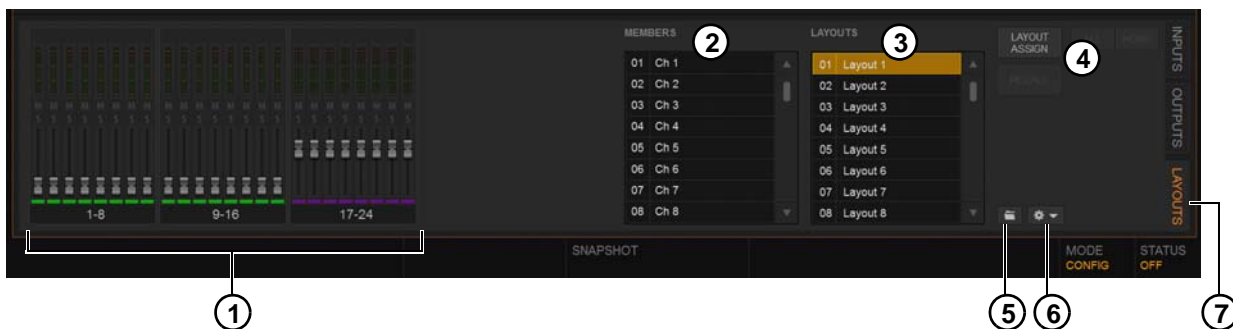 MEMBERS
2
01 Ch 1
02 Ch 2
03 Ch 3
04 Ch 4
05 Ch 5
06 Ch 6
07 Ch 7
08 Ch 8
LAYOUTS
3
01 Layout 1
02 Layout 2
03 Layout 3
04 Layout 4
05 Layout 5
06 Layout 6
07 Layout 7
08 Layout 8
LAYOUT
ASSIGN
4
INPUTS
OUTPUTS
LAYOUTS
1-8
9-16
17-24
SNAPSHOT
MODE
CONFIG
STATUS
OFF
1
5
6
7